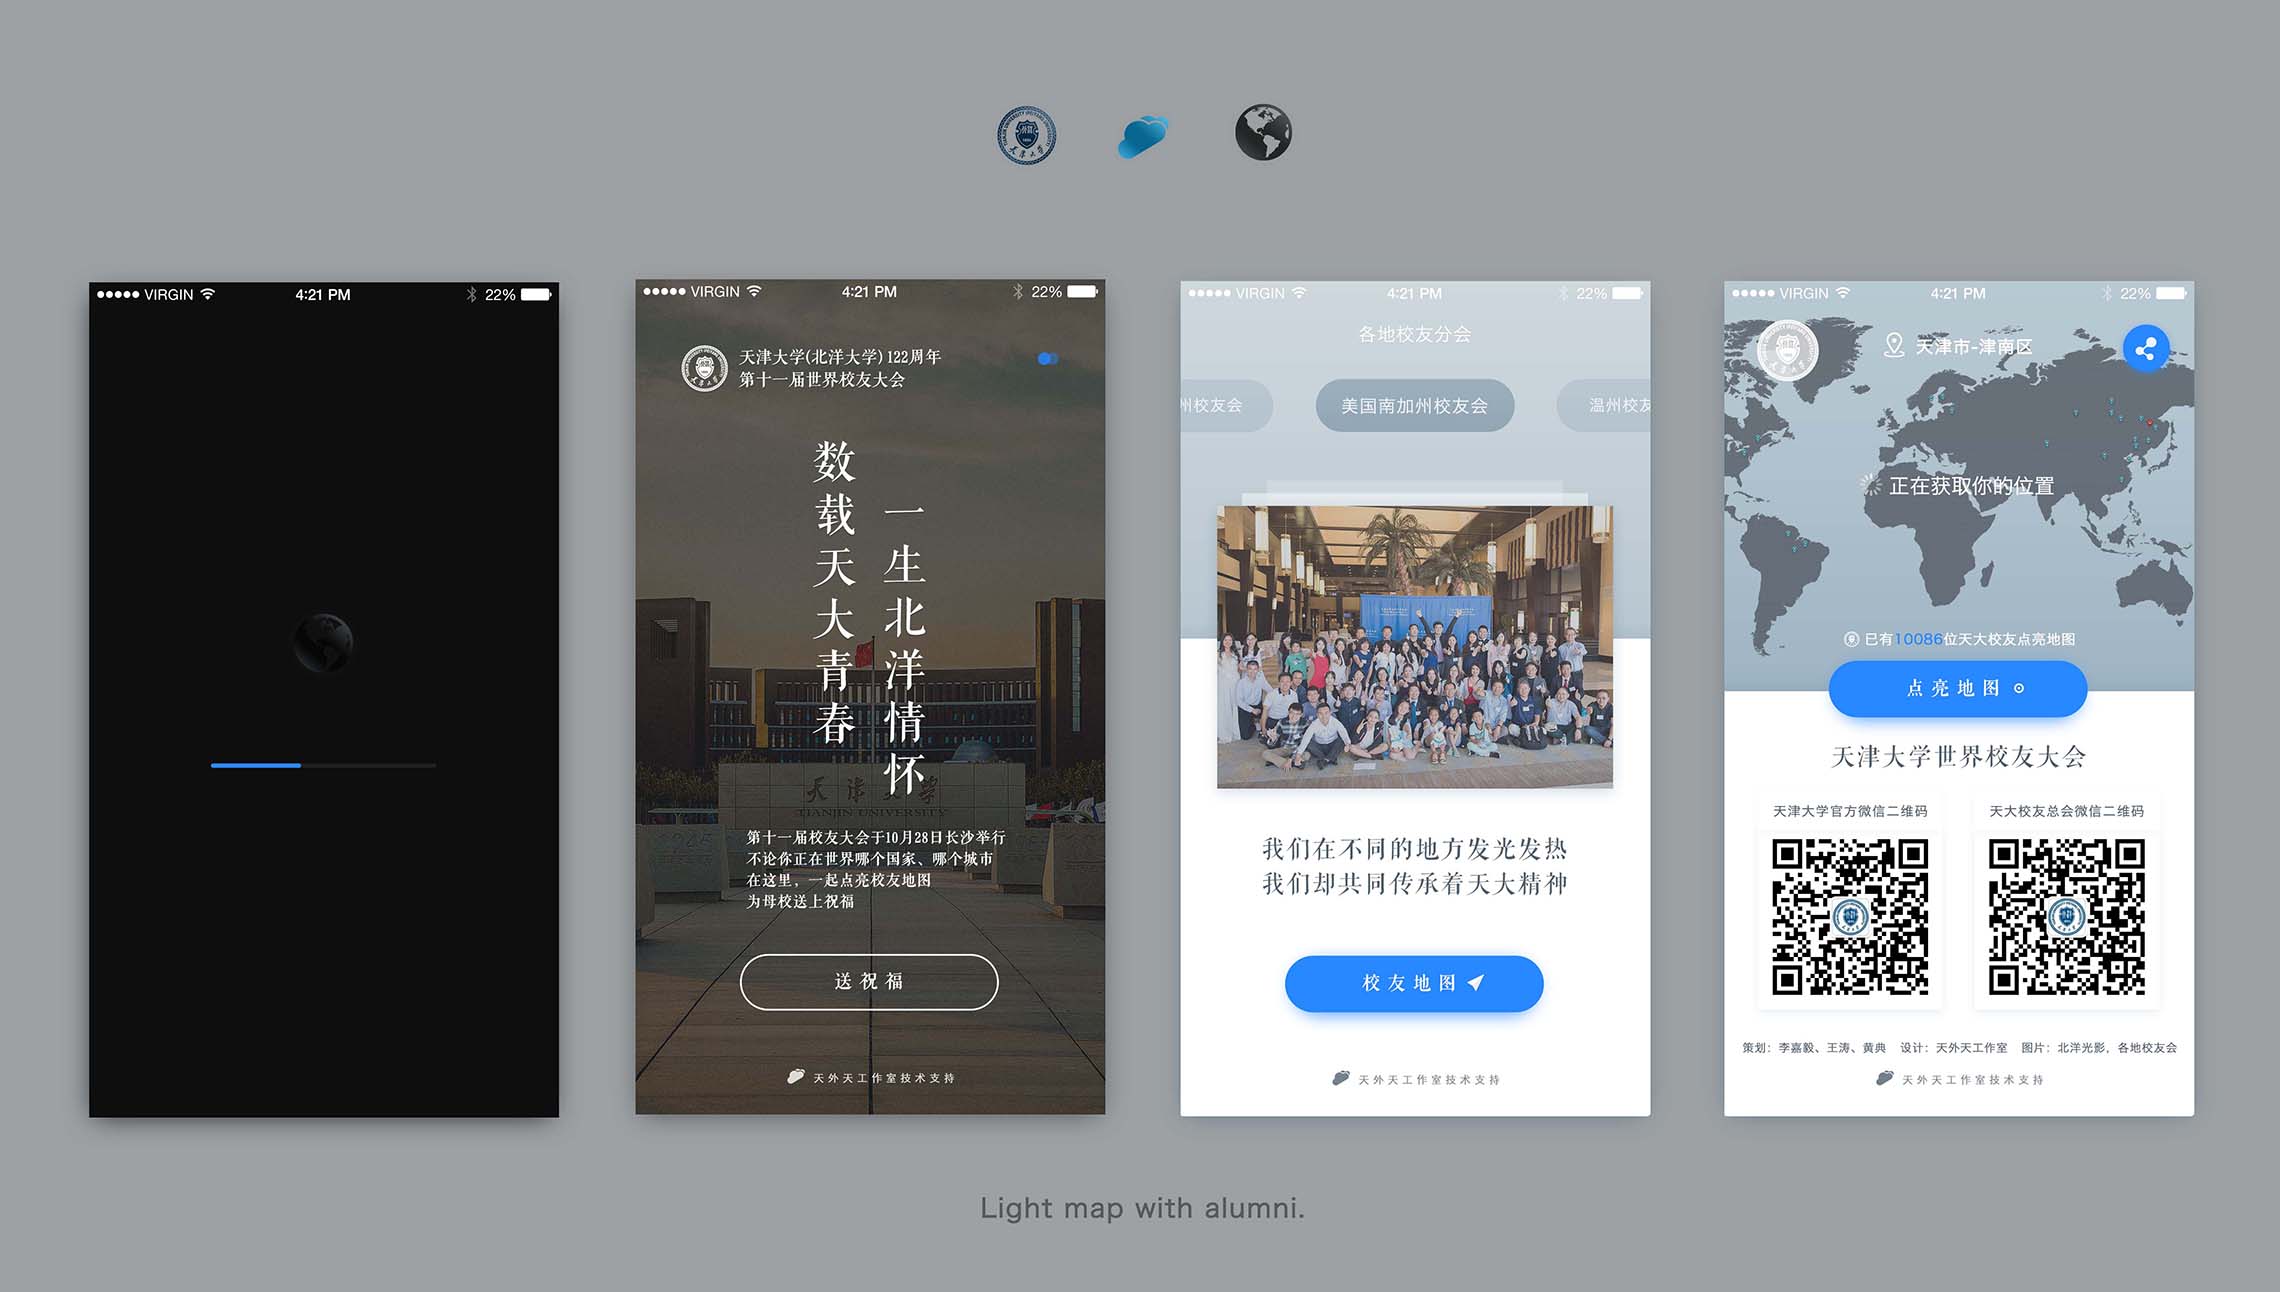 VIRGIN
4:21 PM
22%
VIRGIN
4:21 PM
22%
天津大学(北洋大学) 122周年
第十一届世界校友大会
一生北洋情怀
数载天大青春
天津大学
TIANJIN UNIVERSITY
第十一届校友大会于10月28日长沙举行
不论你正在世界哪个国家、哪个城市
在这里，一起点亮校友地图
为母校送上祝福
送祝福
天外天工作室技术支持
VIRGIN
4:21 PM
22%
各地校友分会
州校友会
美国南加州校友会
温州校友
我们在不同的地方发光发热
我们却共同传承着天大精神
校友地图
天外天工作室技术支持
VIRGIN
4:21 PM
22%
天津市-津南区
正在获取你的位置
已有10086位天大校友点亮地图
点亮地图
天津大学世界校友大会
天津大学官方微信二维码
天大校友总会微信二维码
策划：李嘉毅、王涛、黄典 设计：天外天工作室 图片：北洋光影，各地校友会
天外天工作室技术支持
Light map with alumni.